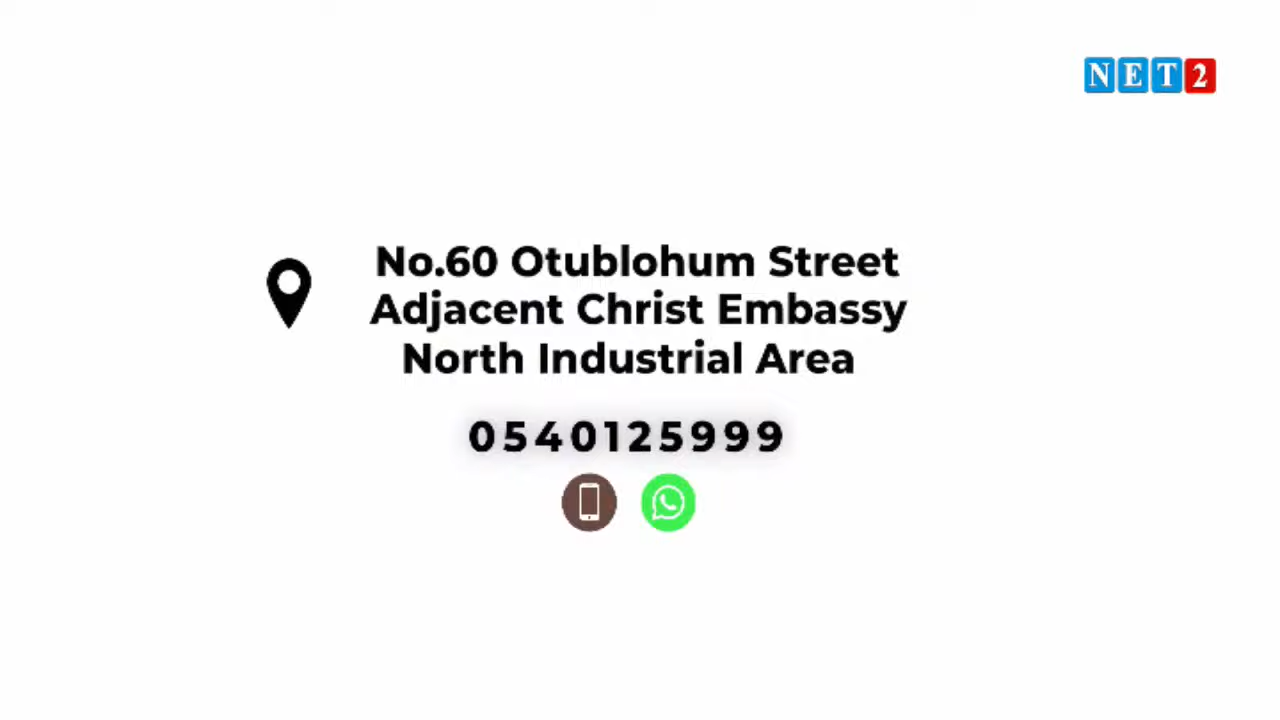 NET2
No.60 Otublohum Street
Adjacent Christ Embassy
North Industrial Area
0540125999